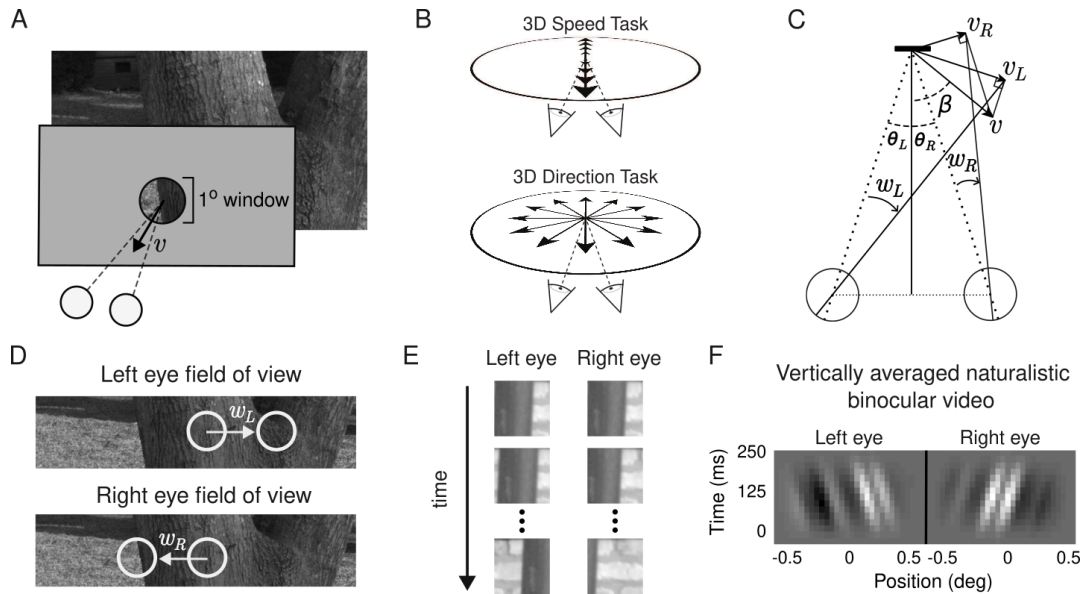 A
1° window
v
B
3D Speed Task
3D Direction Task
C
v_R
v_L
β
v
θ_L θ_R
w_R
w_L
D
Left eye field of view
w_L
Right eye field of view
w_R
E
Left eye Right eye
time
F
Vertically averaged naturalistic
binocular video
Left eye Right eye
Time (ms)
250
125
0
-0.5 0 0.5 -0.5 0 0.5
Position (deg)